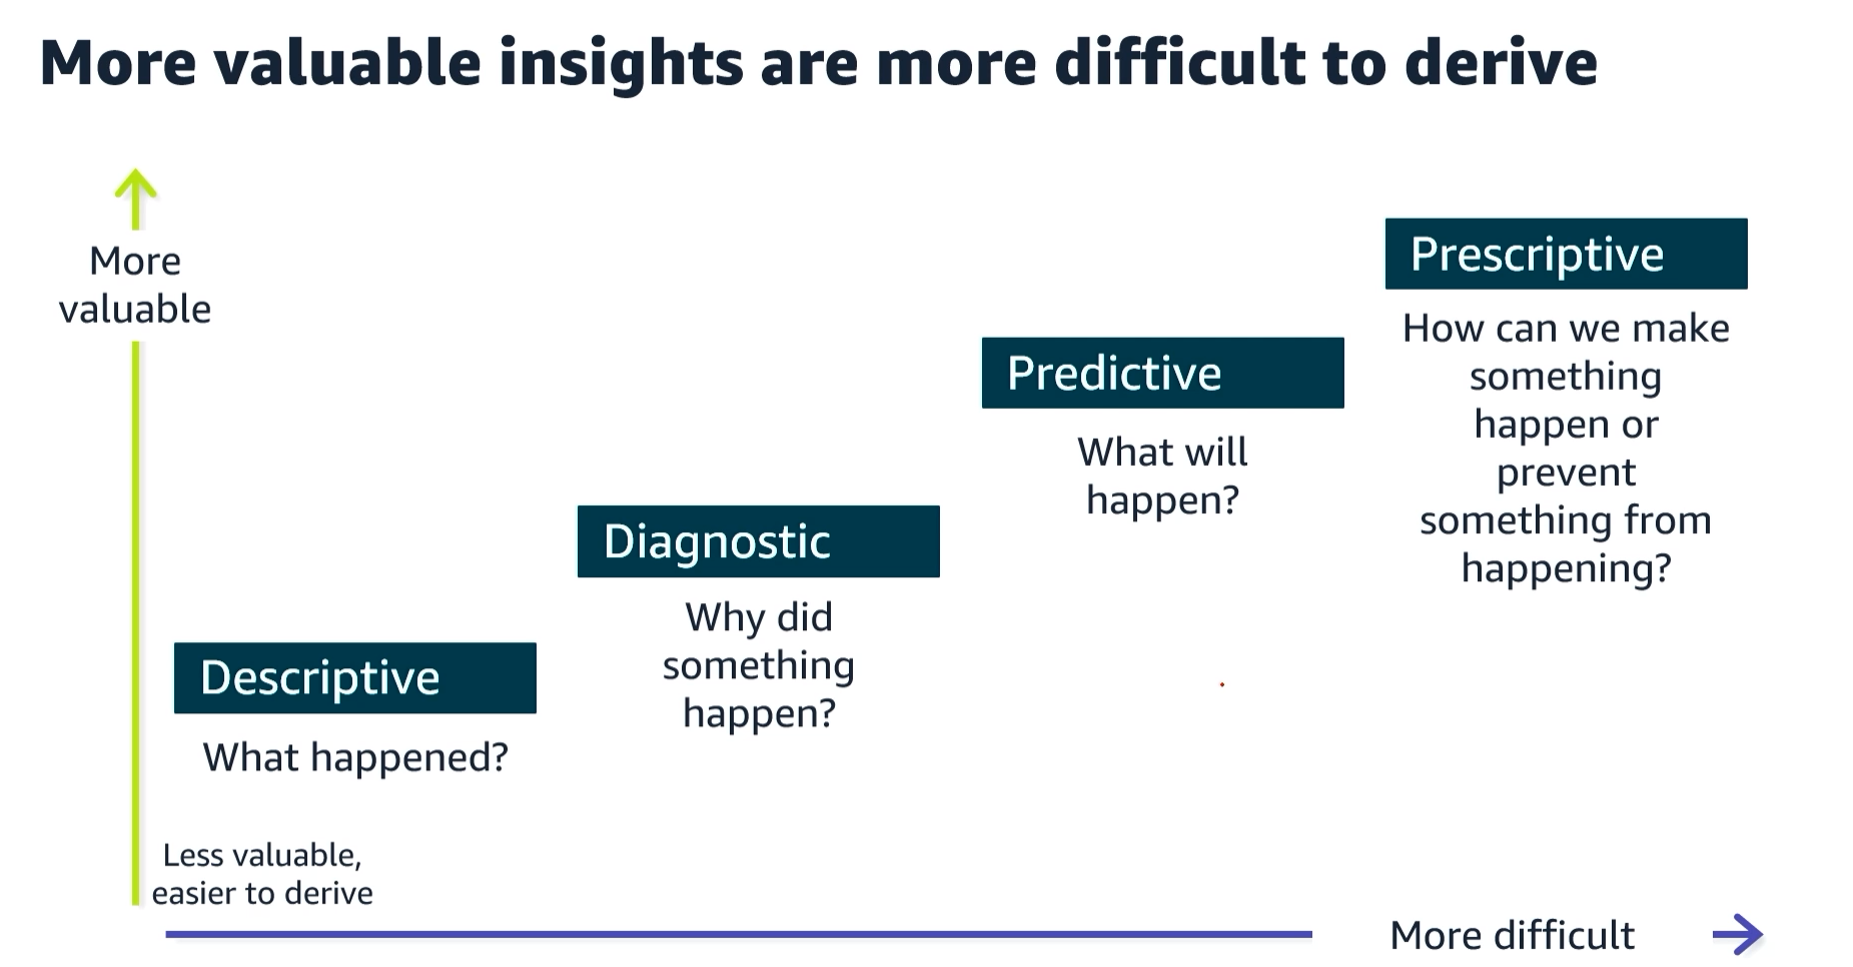 More valuable insights are more difficult to derive
More
valuable
Prescriptive
How can we make
something
happen or
prevent
something from
happening?
Predictive
What will
happen?
Diagnostic
Why did
something
happen?
Descriptive
What happened?
Less valuable,
easier to derive
More difficult